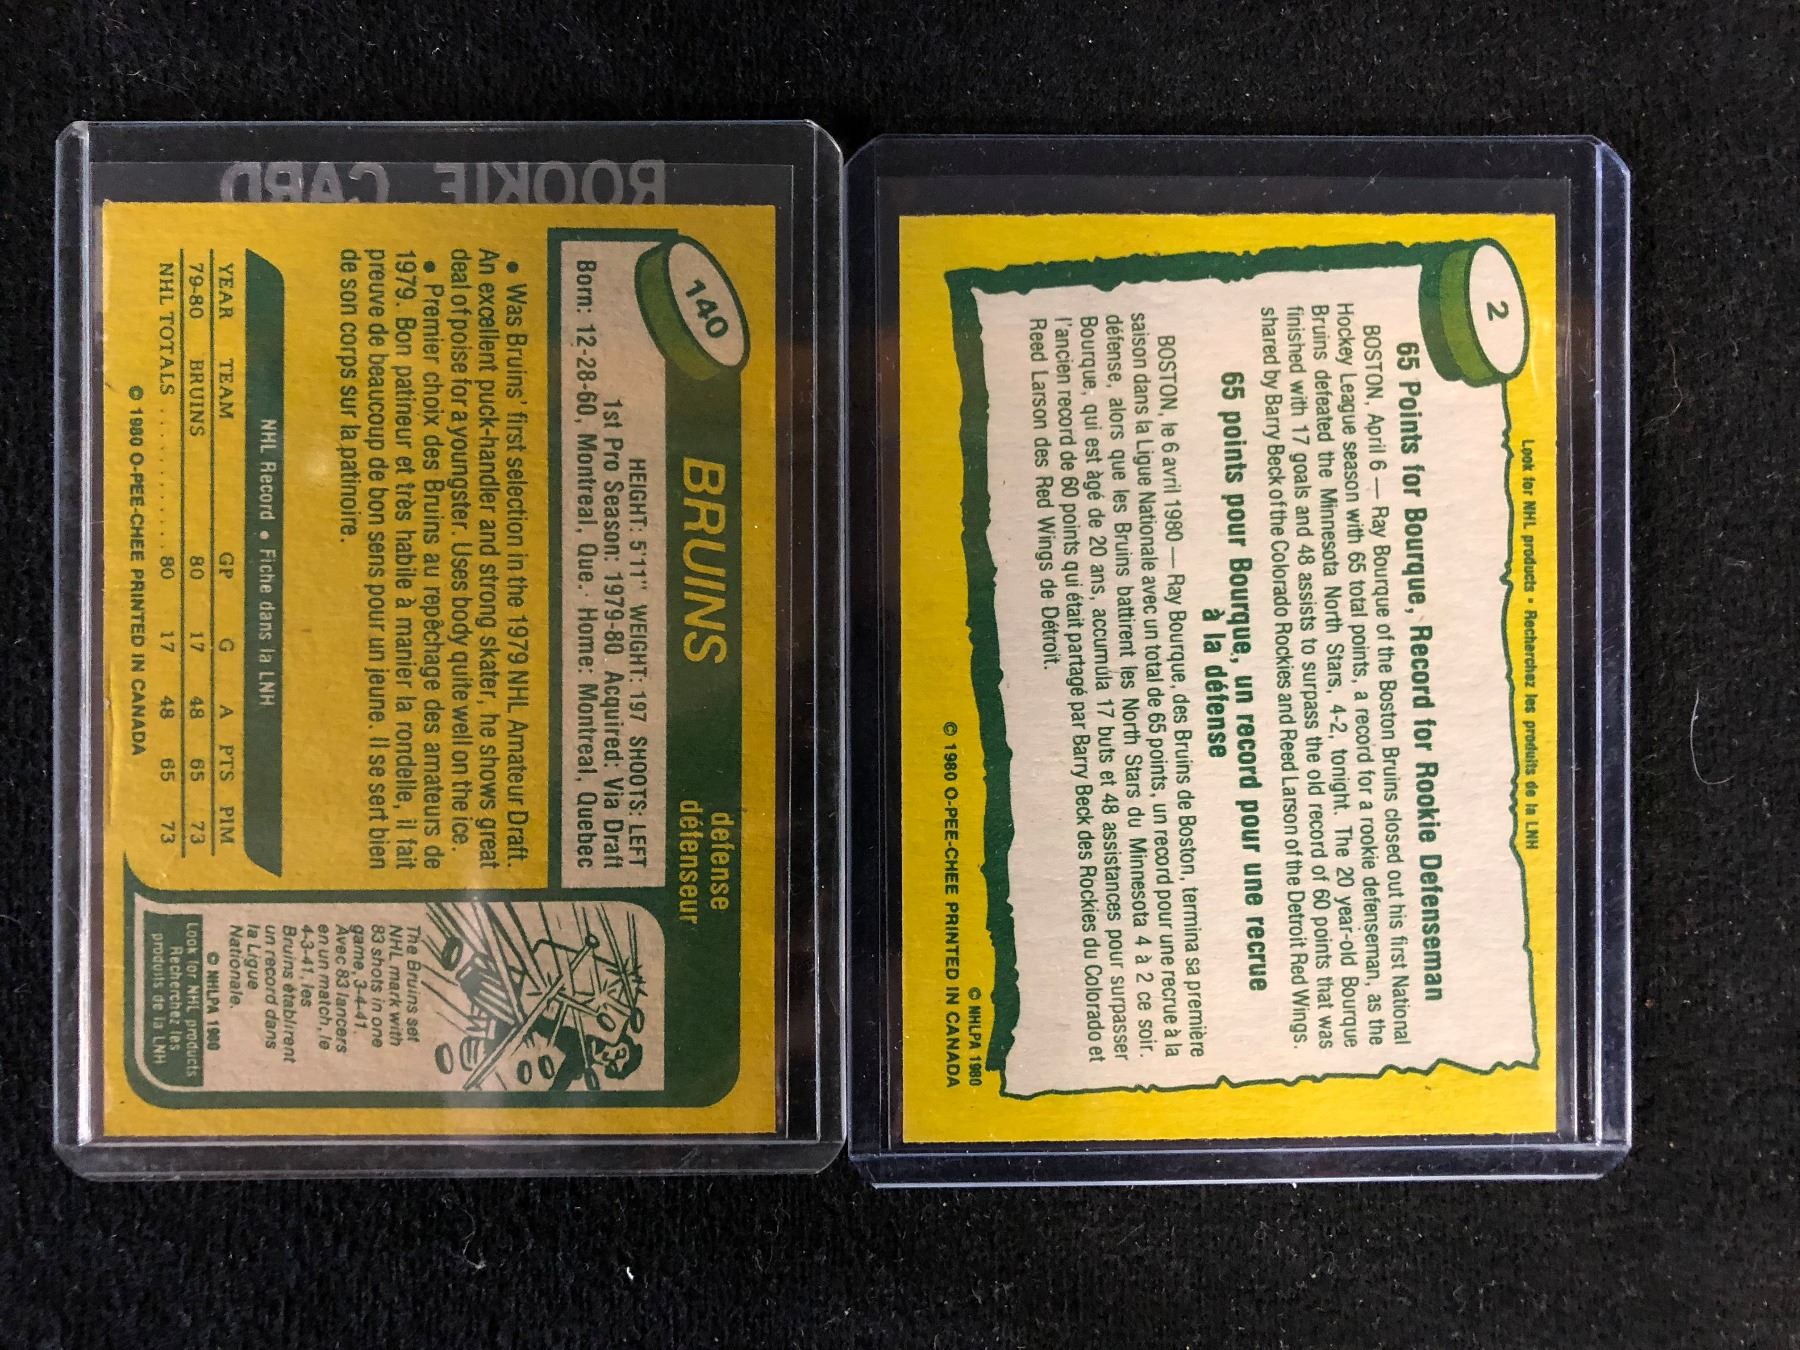 ROOKIE CARD
140
BRUINS
defense
défenseur
HEIGHT: 5'11" WEIGHT: 197 SHOOTS: LEFT
1st Pro Season: 1979-80 Acquired: Via Draft
Born: 12-28-60, Montreal, Que. Home: Montreal, Quebec
• Was Bruins' first selection in the 1979 NHL Amateur Draft.
An excellent puck-handler and strong skater, he shows great
deal of poise for a youngster. Uses body quite well on the ice.
• Premier choix des Bruins au repêchage des amateurs de
1979. Bon patineur et très habile à manier la rondelle, il fait
preuve de beaucoup de bon sens pour un jeune. Il se sert bien
de son corps sur la patinoire.
NHL Record • Fiche dans la LNH
YEAR TEAM GP G A PTS PIM
79-80 BRUINS 80 17 48 65 73
NHL TOTALS .......... 80 17 48 65 73
© 1980 O-PEE-CHEE PRINTED IN CANADA
The Bruins set
NHL mark with
83 shots in one
game, 3-4-41.
Avec 83 lancers
en un match, le
4-3-41, les
Bruins établirent
un record dans
la Ligue
Nationale.
© NHLPA 1980
Look for NHL products
Recherchez les
produits de la LNH
2
Look for NHL products • Recherchez les produits de la LNH
65 Points for Bourque, Record for Rookie Defenseman
BOSTON, April 6 — Ray Bourque of the Boston Bruins closed out his first National
Hockey League season with 65 total points, a record for a rookie defenseman, as the
Bruins defeated the Minnesota North Stars, 4-2, tonight. The 20 year-old Bourque
finished with 17 goals and 48 assists to surpass the old record of 60 points that was
shared by Barry Beck of the Colorado Rockies and Reed Larson of the Detroit Red Wings.
65 points pour Bourque, un record pour une recrue
à la défense
BOSTON, le 6 avril 1980 — Ray Bourque, des Bruins de Boston, termina sa première
saison dans la Ligue Nationale avec un total de 65 points, un record pour une recrue à la
défense, alors que les Bruins battirent les North Stars du Minnesota 4 à 2 ce soir.
Bourque, qui est âgé de 20 ans, accumula 17 buts et 48 assistances pour surpasser
l'ancien record de 60 points qui était partagé par Barry Beck des Rockies du Colorado et
Reed Larson des Red Wings de Détroit.
© NHLPA 1980
© 1980 O-PEE-CHEE PRINTED IN CANADA